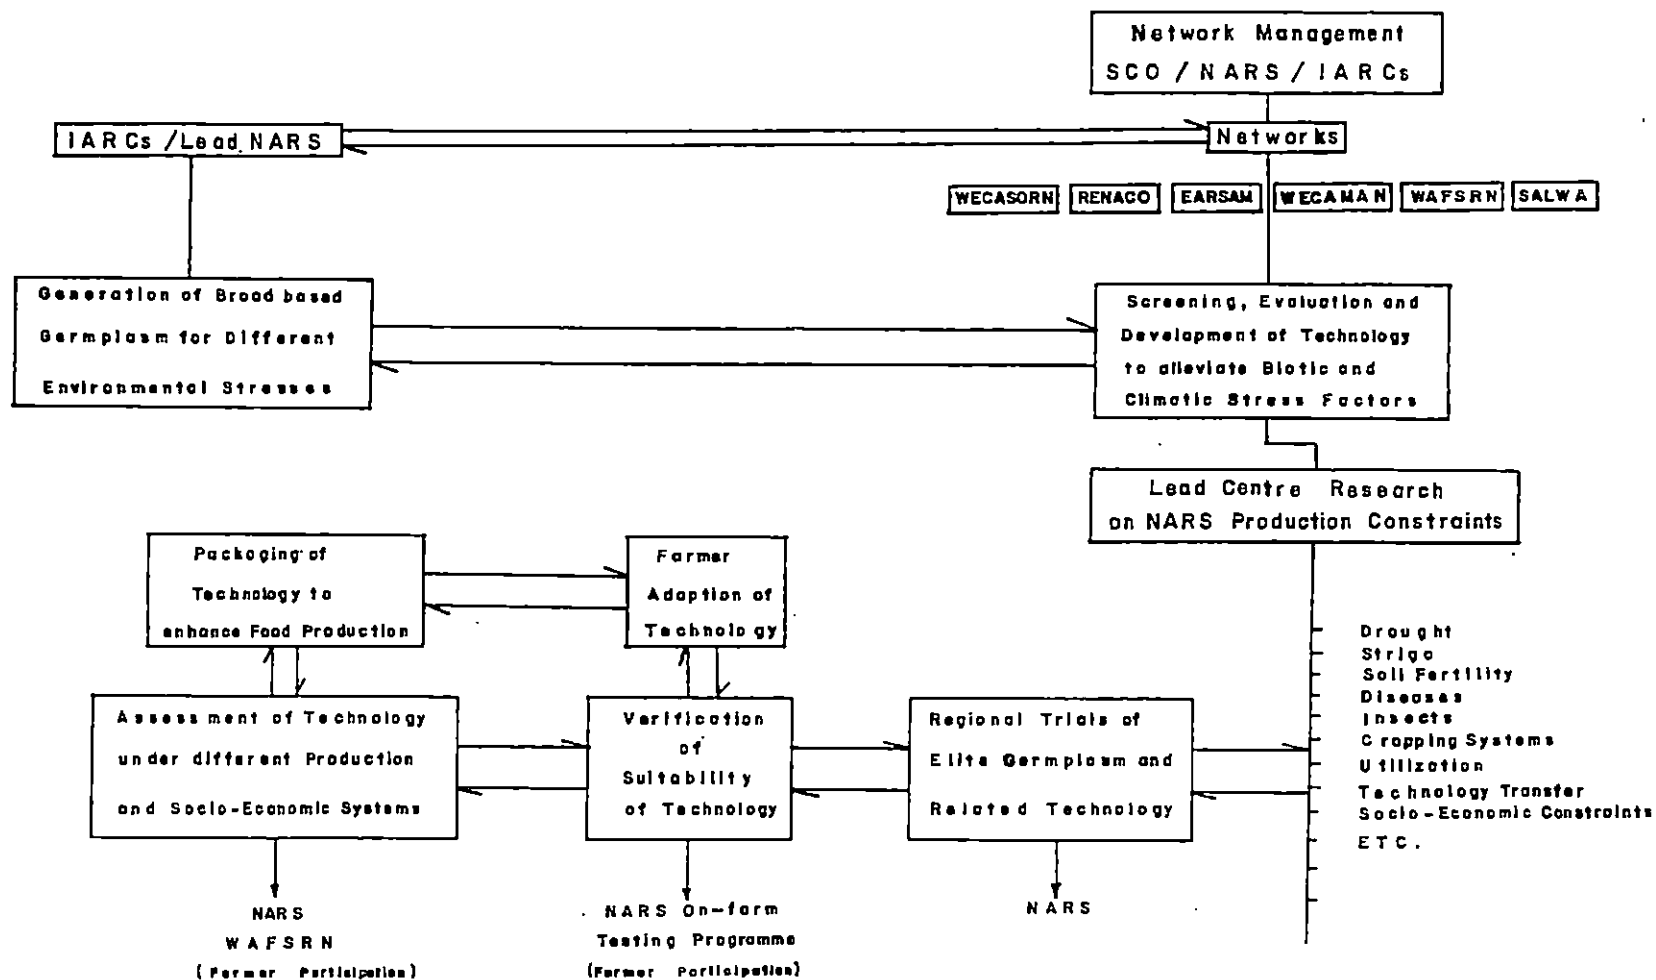 Network Management
SCO / NARS / IARCs
IARCs /Lead NARS
Networks
WECASORN RENACO EARSAM WECAMAN WAFSRN SALWA
Generation of Broad based
Germplasm for Different
Environmental Stresses
Screening, Evaluation and
Development of Technology
to alleviate Biotic and
Climatic Stress Factors
Lead Centre Research
on NARS Production Constraints
Packaging of
Technology to
enhance Food Production
Farmer
Adoption of
Technology
Drought
Striga
Soil Fertility
Diseases
Insects
Cropping Systems
Utilization
Technology Transfer
Socio-Economic Constraints
ETC.
Assessment of Technology
under different Production
and Socio-Economic Systems
Verification
of
Suitability
of Technology
Regional Trials of
Elite Germplasm and
Related Technology
NARS
WAFSRN
(Farmer Participation)
NARS On-farm
Testing Programme
(Farmer Participation)
NARS